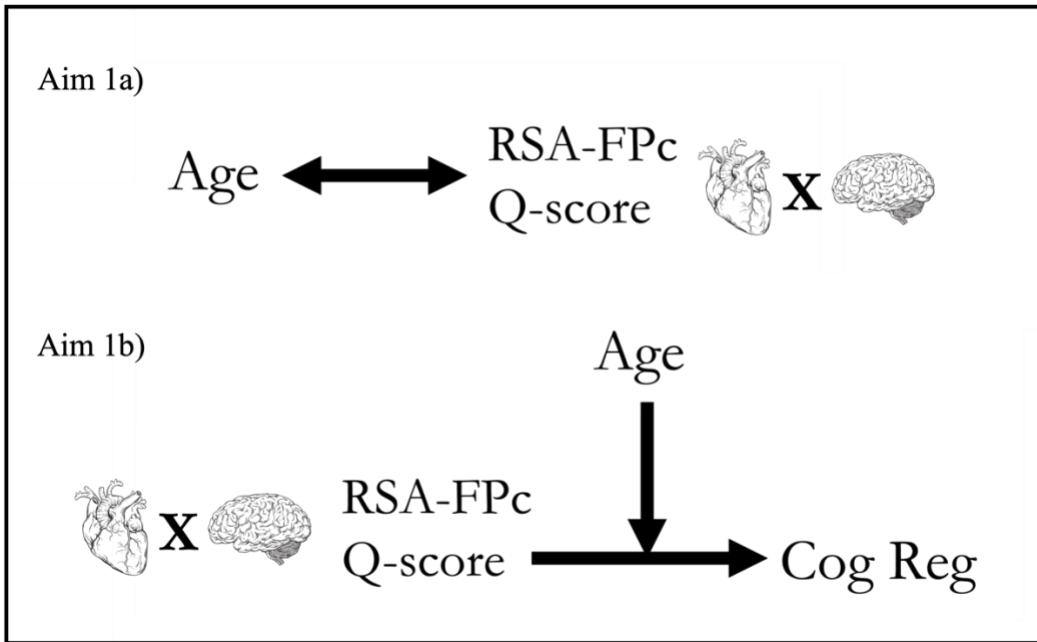 Aim 1a)
Age
RSA-FPc
Q-score
X
Aim 1b)
Age
X
RSA-FPc
Q-score
Cog Reg